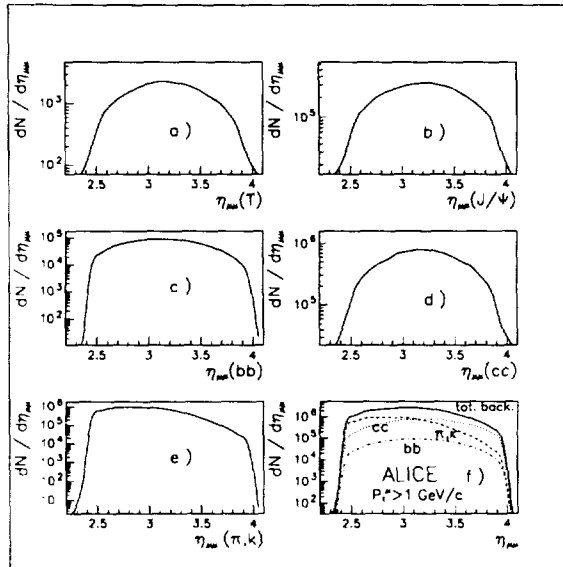 dN / dη_μμ
10^3
10^2
a )
2.5 3 3.5 4
η_μμ(T)
dN / dη_μμ
10^5
b )
2.5 3 3.5 4
η_μμ(J/Ψ)
dN / dη_μμ
10^5
10^4
10^3
10^2
c )
2.5 3 3.5 4
η_μμ(bb)
dN / dη_μμ
10^6
10^5
d )
2.5 3 3.5 4
η_μμ(cc)
dN / dη_μμ
10^6
10^5
10^4
10^3
10^2
e )
2.5 3 3.5 4
η_μμ(π,k)
dN / dη_μμ
10^6
10^5
10^4
10^3
10^2
tot. back.
cc
π,k
bb
ALICE f )
P_t^μ>1 GeV/c
2.5 3 3.5 4
η_μμ